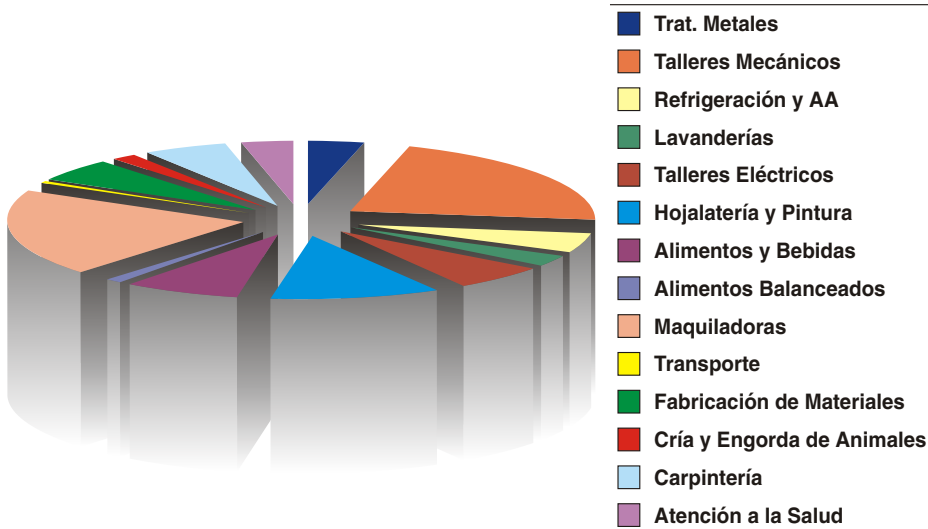 Trat. Metales
Talleres Mecánicos
Refrigeración y AA
Lavanderías
Talleres Eléctricos
Hojalatería y Pintura
Alimentos y Bebidas
Alimentos Balanceados
Maquiladoras
Transporte
Fabricación de Materiales
Cría y Engorda de Animales
Carpintería
Atención a la Salud